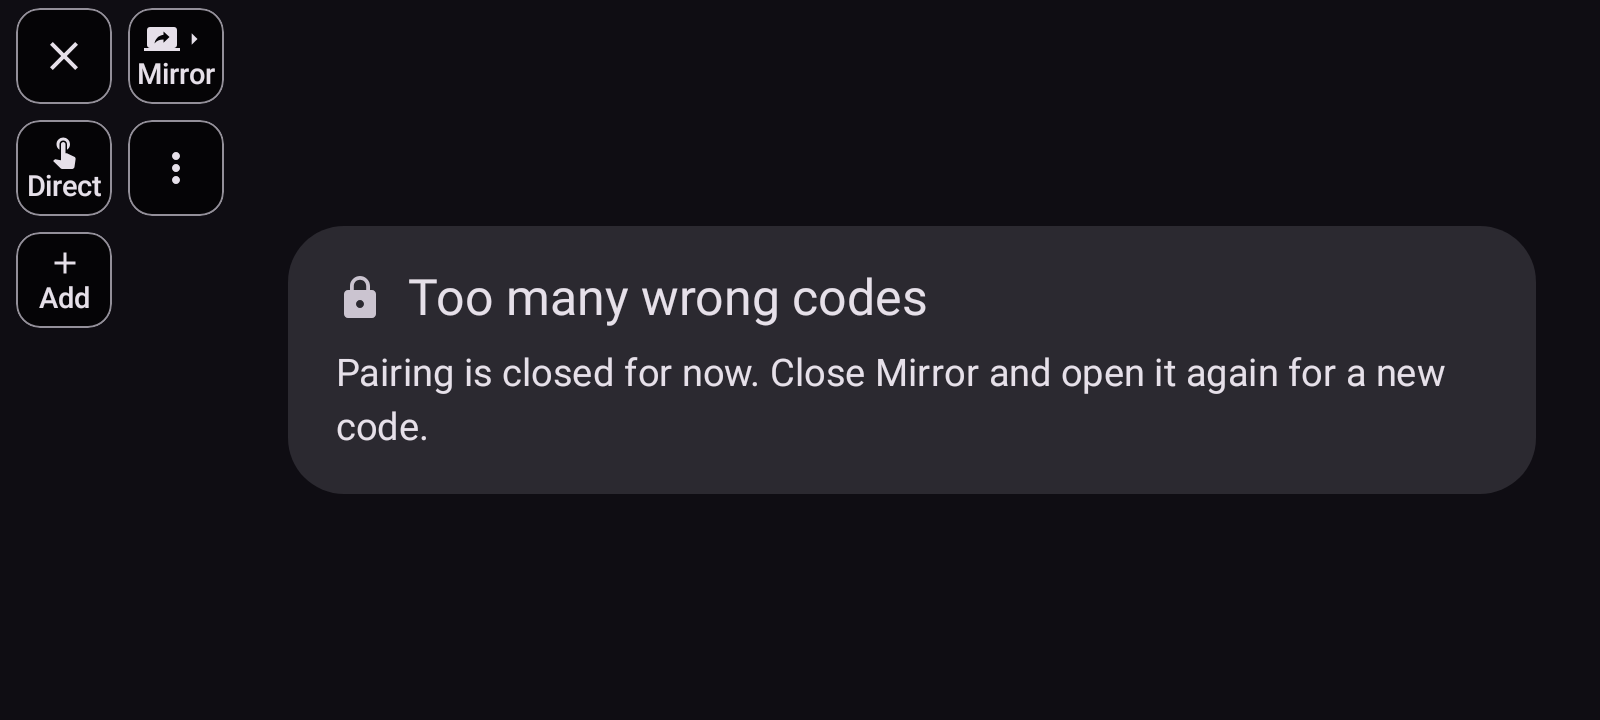 Mirror
Direct
Add
Too many wrong codes
Pairing is closed for now. Close Mirror and open it again for a new
code.